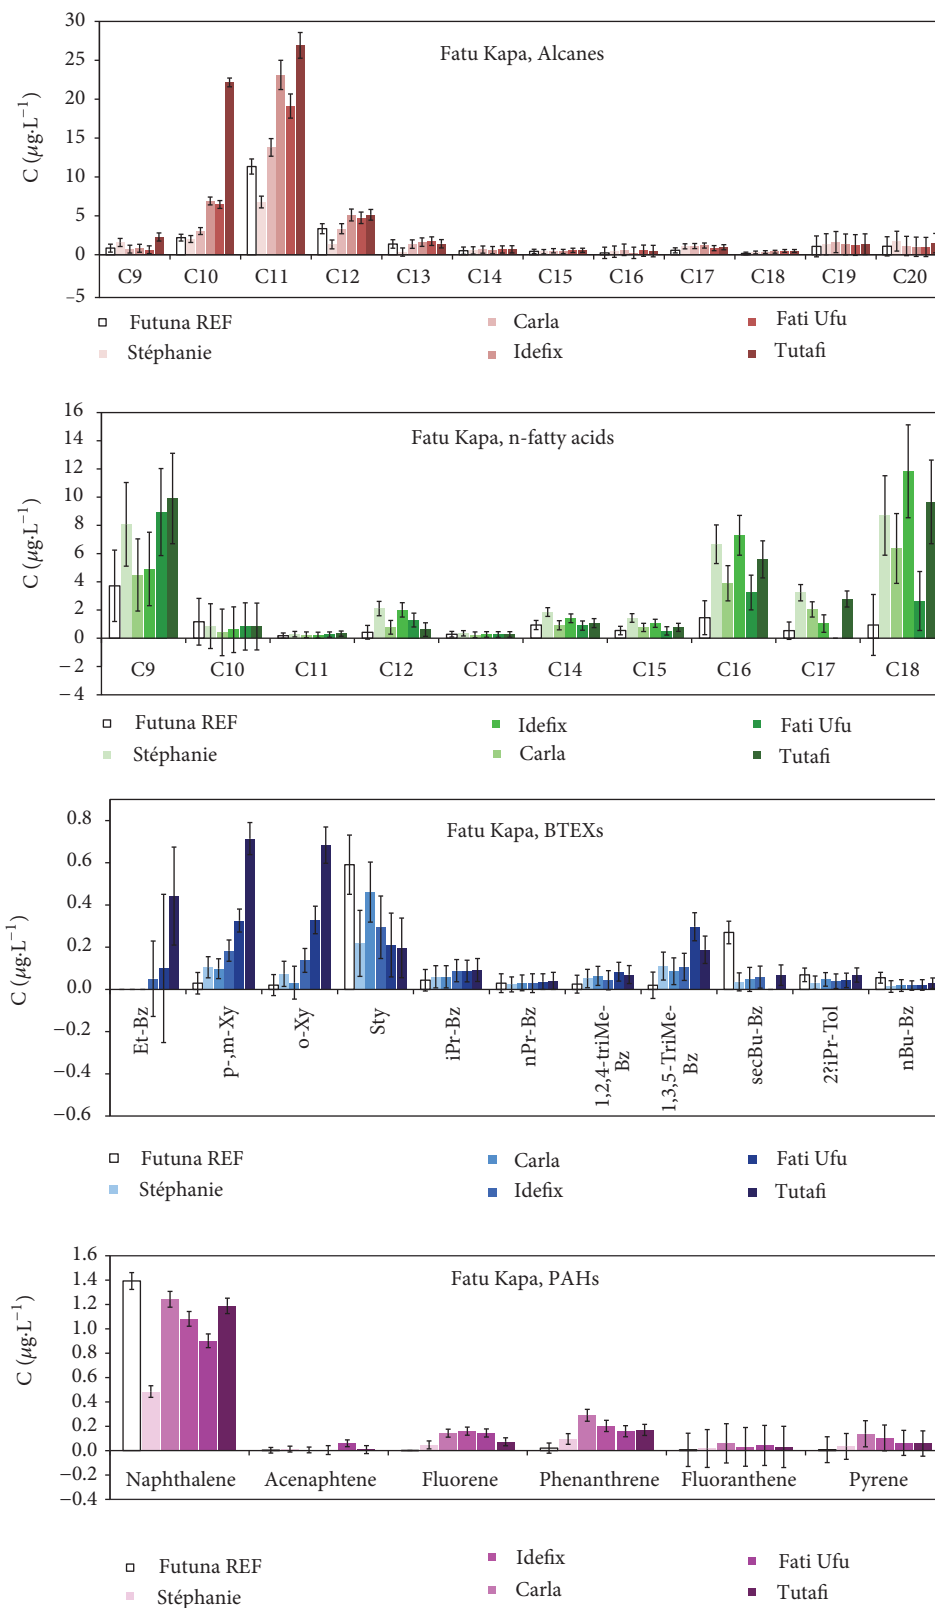 30
Fatu Kapa, Alcanes
25
20
15
10
5
0
−5
C (μg·L⁻¹)
C9 C10 C11 C12 C13 C14 C15 C16 C17 C18 C19 C20
Futuna REF Carla Fati Ufu
Stéphanie Idefix Tutafi
16
Fatu Kapa, n-fatty acids
14
12
10
8
6
4
2
0
−2
−4
C (μg·L⁻¹)
C9 C10 C11 C12 C13 C14 C15 C16 C17 C18
Futuna REF Idefix Fati Ufu
Stéphanie Carla Tutafi
0.8
Fatu Kapa, BTEXs
0.6
0.4
0.2
0.0
−0.2
−0.4
−0.6
C (μg·L⁻¹)
Et-Bz
p-,m-Xy
o-Xy
Sty
iPr-Bz
nPr-Bz
1,2,4-triMe-
Bz
1,3,5-TriMe-
Bz
secBu-Bz
2?iPr-Tol
nBu-Bz
Futuna REF Carla Fati Ufu
Stéphanie Idefix Tutafi
1.6
Fatu Kapa, PAHs
1.4
1.2
1.0
0.8
0.6
0.4
0.2
0.0
−0.2
−0.4
C (μg·L⁻¹)
Naphthalene Acenaphtene Fluorene Phenanthrene Fluoranthene Pyrene
Futuna REF Idefix Fati Ufu
Stéphanie Carla Tutafi